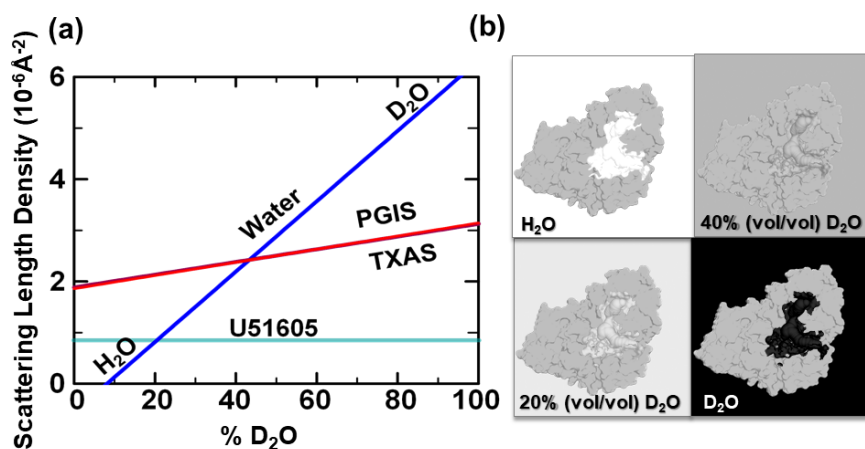 (a)
(b)
Scattering Length Density (10⁻⁶Å⁻²)
6
4
2
0
0
20
40
60
80
100
% D₂O
D₂O
Water
PGIS
TXAS
U51605
H₂O
H₂O
40% (vol/vol) D₂O
20% (vol/vol) D₂O
D₂O